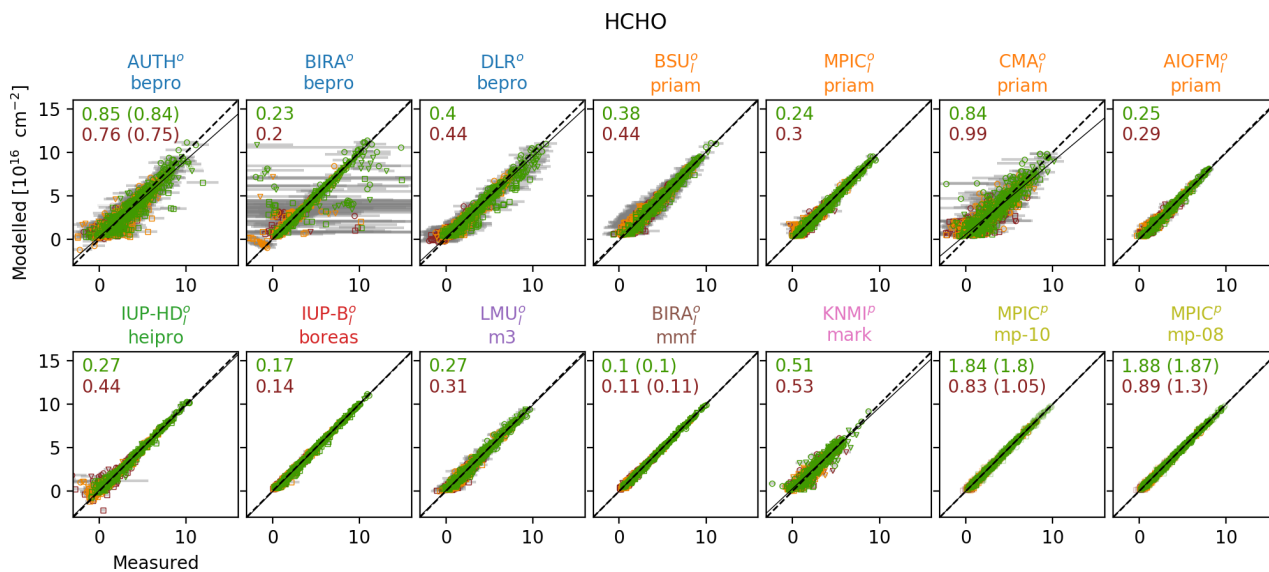 HCHO
AUTH^o BIRA^o DLR^o BSU_l^o MPIC_l^o CMA_l^o AIOFM_l^o
bepro bepro bepro priam priam priam priam
Modelled [10^16 cm^-2]
15 0.85 (0.84) 0.23 0.4 0.38 0.24 0.84 0.25
0.76 (0.75) 0.2 0.44 0.44 0.3 0.99 0.29
10
5
0
0 10 0 10 0 10 0 10 0 10 0 10 0 10
IUP-HD_l^o IUP-B_l^o LMU_l^o BIRA_l^o KNMI^p MPIC^p MPIC^p
heipro boreas m3 mmf mark mp-10 mp-08
15 0.27 0.17 0.27 0.1 (0.1) 0.51 1.84 (1.8) 1.88 (1.87)
0.44 0.14 0.31 0.11 (0.11) 0.53 0.83 (1.05) 0.89 (1.3)
10
5
0
0 10 0 10 0 10 0 10 0 10 0 10 0 10
Measured